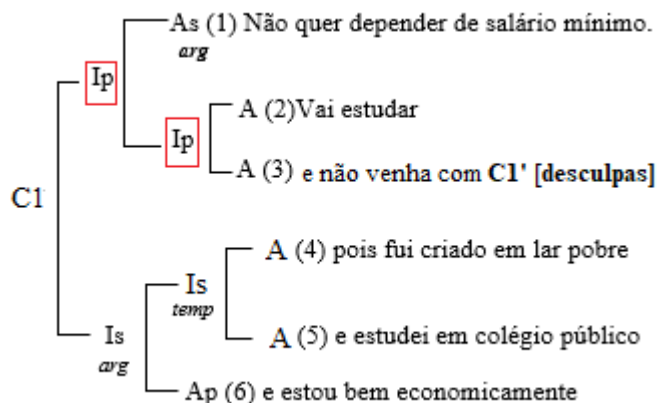 As (1) Não quer depender de salário mínimo.
arg
Ip
A (2)Vai estudar
Ip
A (3) e não venha com C1' [desculpas]
C1
A (4) pois fui criado em lar pobre
Is
temp
A (5) e estudei em colégio público
Is
arg
Ap (6) e estou bem economicamente